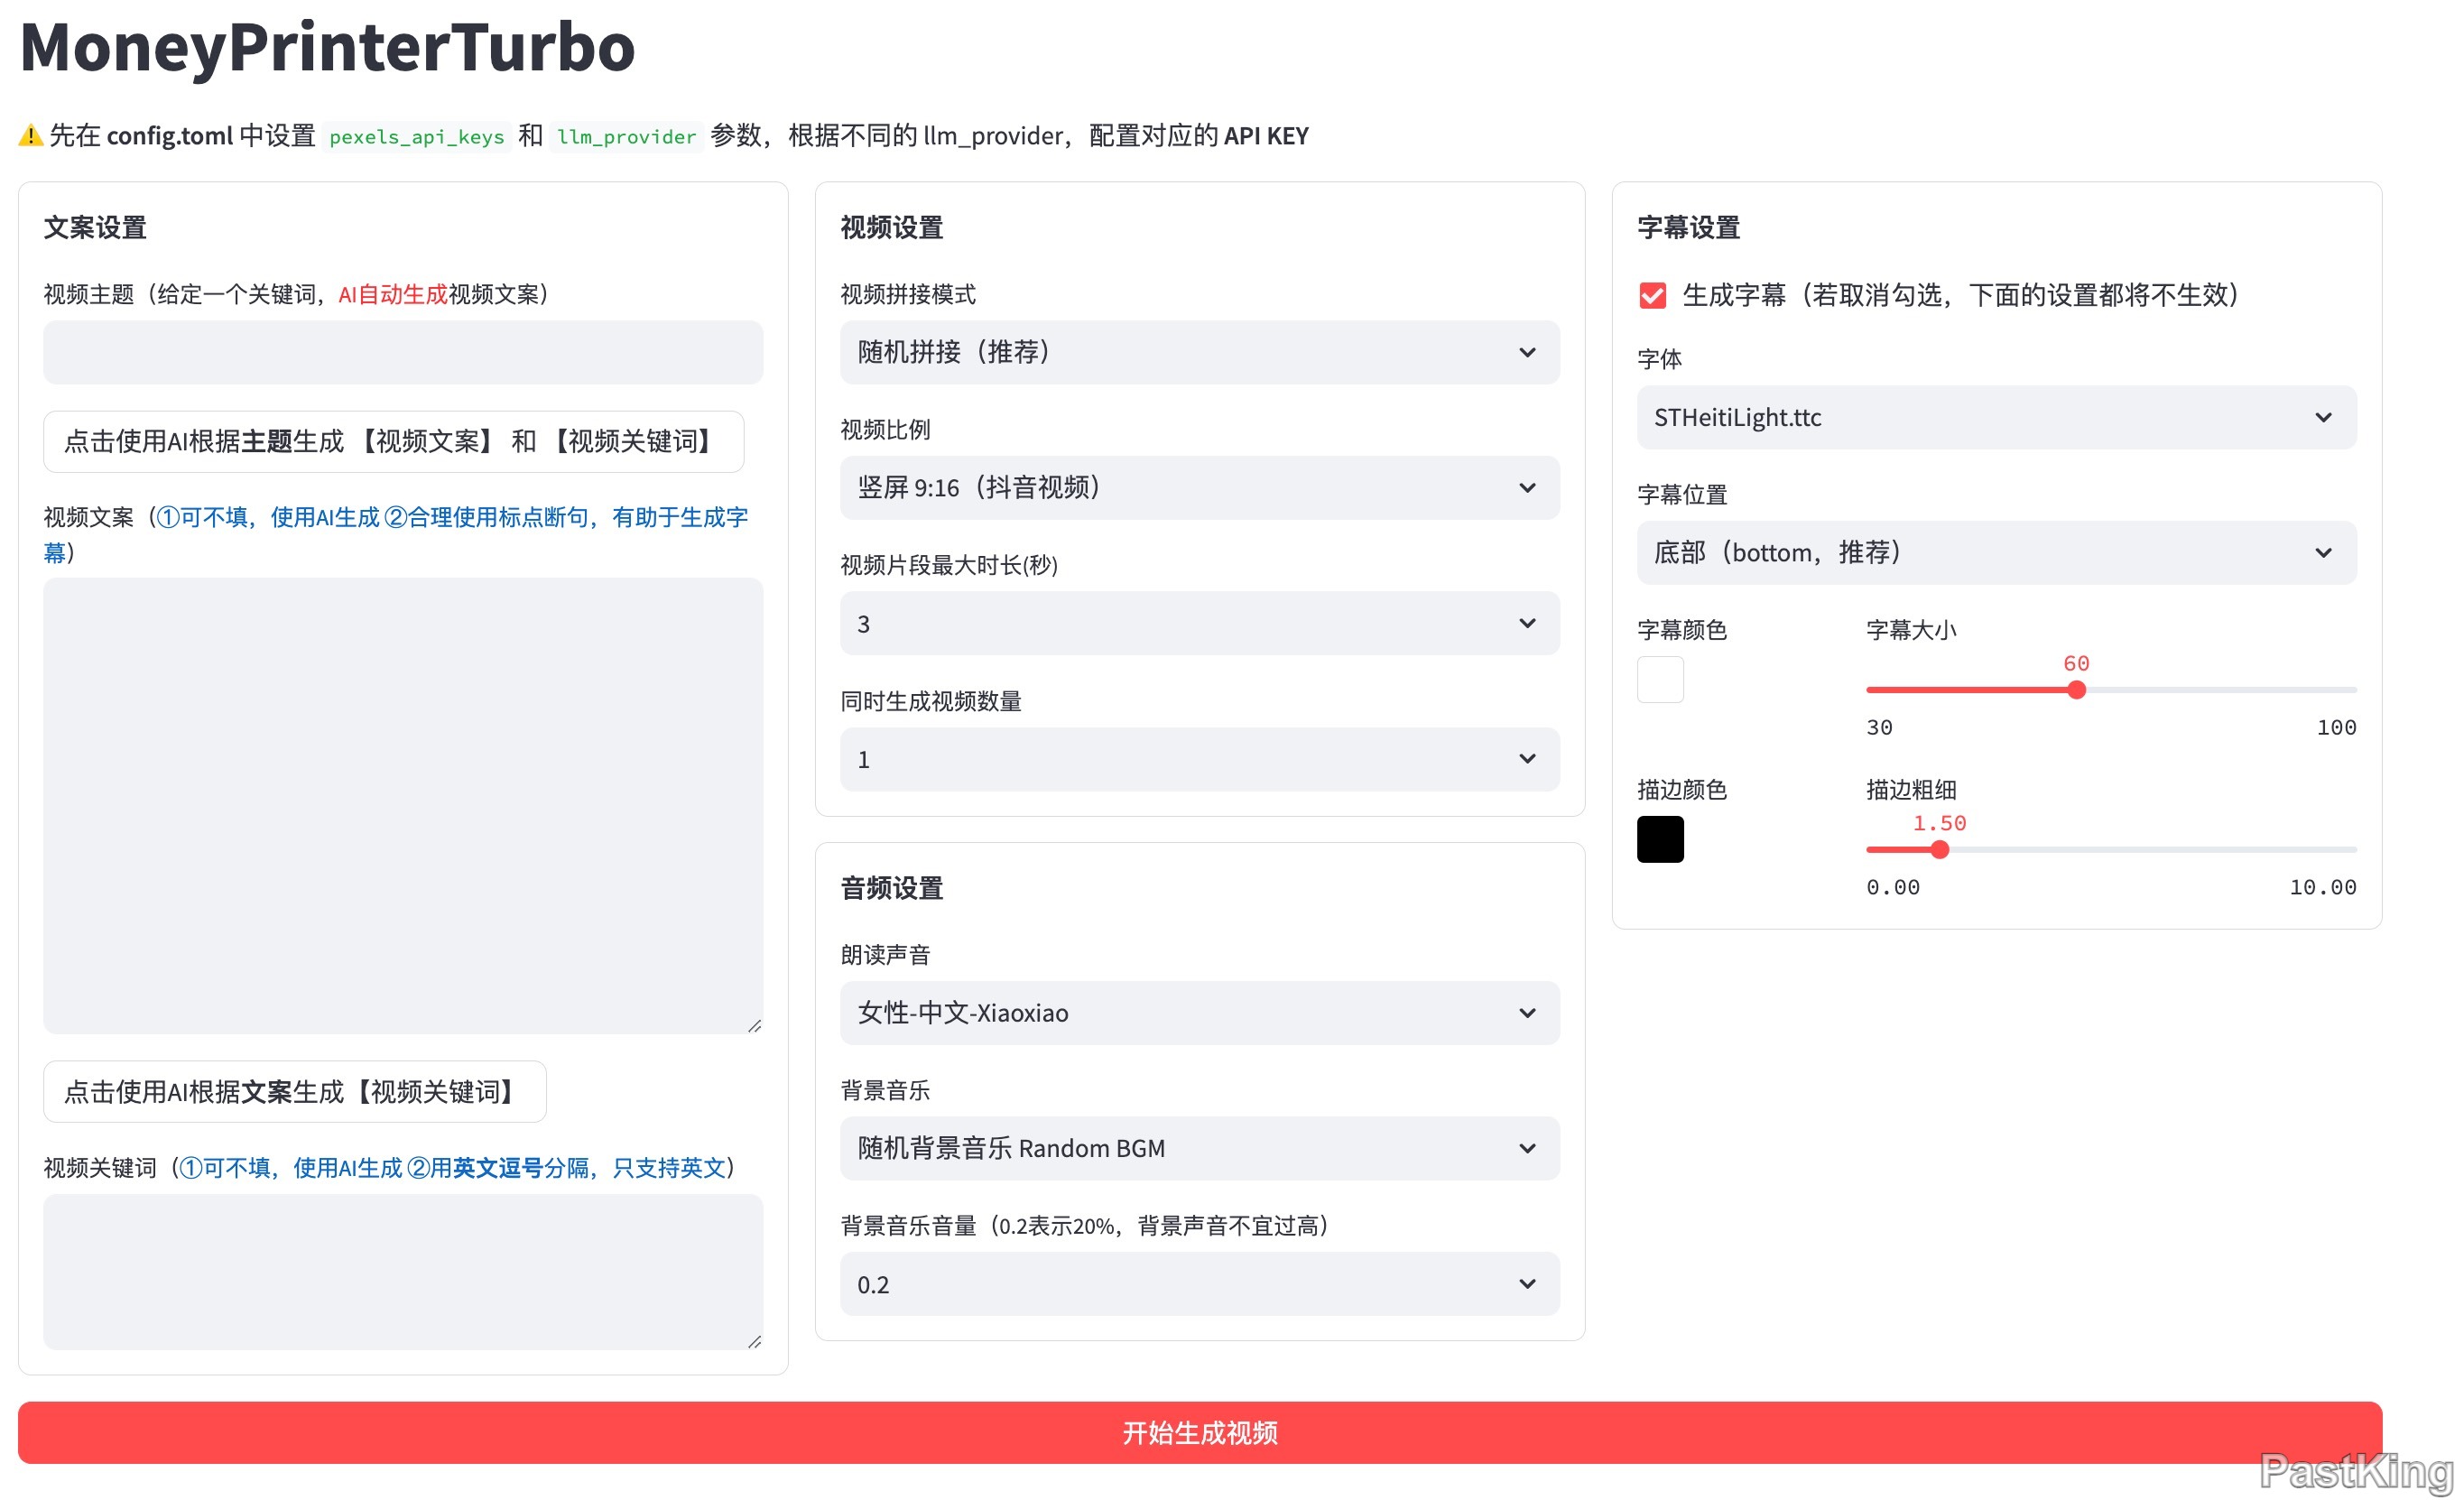 MoneyPrinterTurbo
⚠️先在 config.toml 中设置 pexels_api_keys 和 llm_provider 参数，根据不同的 llm_provider，配置对应的 API KEY
文案设置
视频主题（给定一个关键词，AI自动生成视频文案）
点击使用AI根据主题生成 【视频文案】 和 【视频关键词】
视频文案（①可不填，使用AI生成 ②合理使用标点断句，有助于生成字
幕）
点击使用AI根据文案生成【视频关键词】
视频关键词（①可不填，使用AI生成 ②用英文逗号分隔，只支持英文）
视频设置
视频拼接模式
随机拼接（推荐）
视频比例
竖屏 9:16（抖音视频）
视频片段最大时长(秒)
3
同时生成视频数量
1
音频设置
朗读声音
女性-中文-Xiaoxiao
背景音乐
随机背景音乐 Random BGM
背景音乐音量（0.2表示20%，背景声音不宜过高）
0.2
字幕设置
生成字幕（若取消勾选，下面的设置都将不生效）
字体
STHeitiLight.ttc
字幕位置
底部（bottom，推荐）
字幕颜色
字幕大小
60
30 100
描边颜色
描边粗细
1.50
0.00 10.00
开始生成视频
PastKing